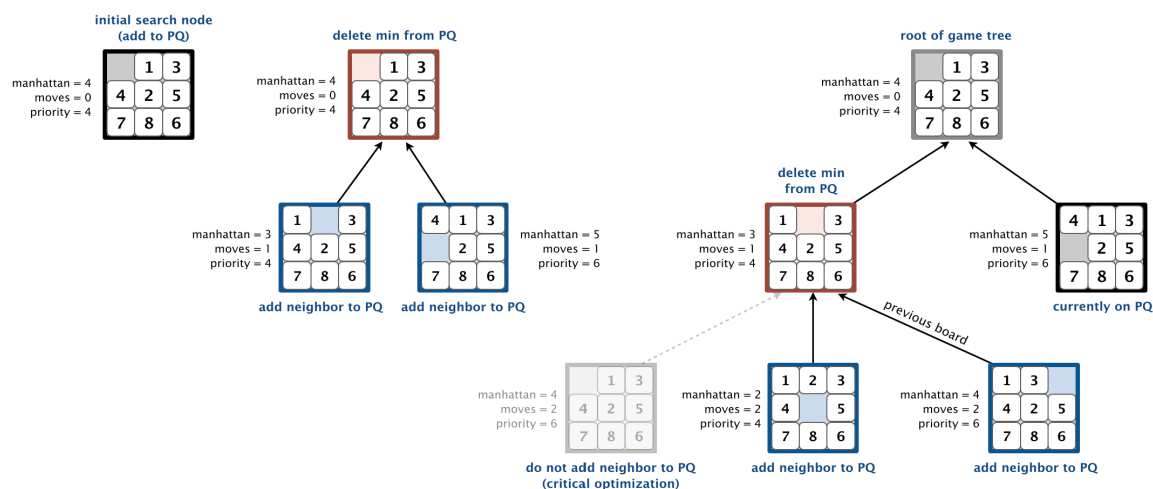 initial search node
(add to PQ)
manhattan = 4
moves = 0
priority = 4
1 3
4 2 5
7 8 6
delete min from PQ
manhattan = 4
moves = 0
priority = 4
1 3
4 2 5
7 8 6
manhattan = 3
moves = 1
priority = 4
1 3
4 2 5
7 8 6
add neighbor to PQ
4 1 3
2 5
7 8 6
manhattan = 5
moves = 1
priority = 6
add neighbor to PQ
root of game tree
manhattan = 4
moves = 0
priority = 4
1 3
4 2 5
7 8 6
delete min
from PQ
manhattan = 3
moves = 1
priority = 4
1 3
4 2 5
7 8 6
manhattan = 5
moves = 1
priority = 6
4 1 3
2 5
7 8 6
currently on PQ
previous board
manhattan = 4
moves = 2
priority = 6
1 3
4 2 5
7 8 6
do not add neighbor to PQ
(critical optimization)
manhattan = 2
moves = 2
priority = 4
1 2 3
4 5
7 8 6
add neighbor to PQ
manhattan = 4
moves = 2
priority = 6
1 3
4 2 5
7 8 6
add neighbor to PQ